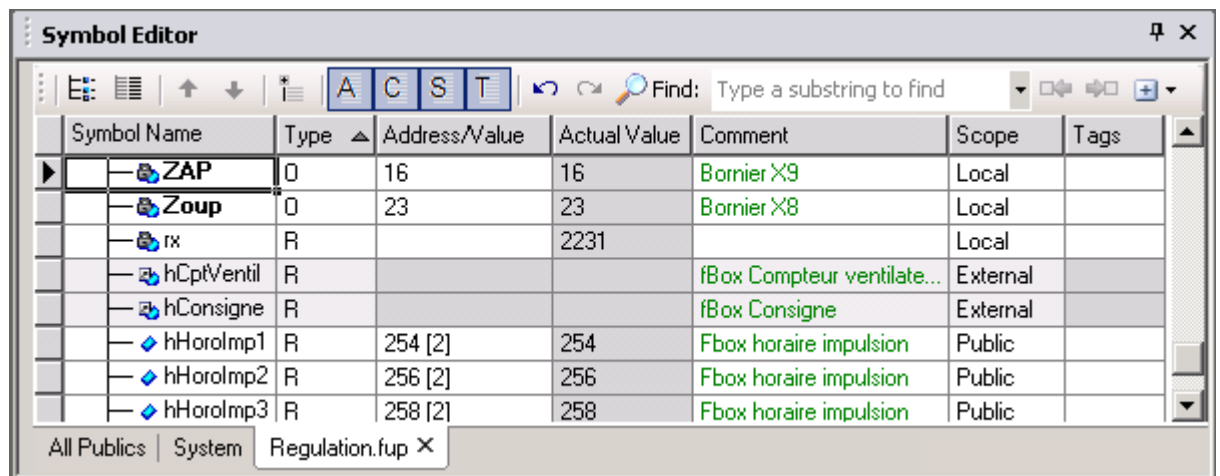 Symbol Editor
A C S T Find: Type a substring to find
Symbol Name Type Address/Value Actual Value Comment Scope Tags
ZAP O 16 16 Bornier X9 Local
Zoup O 23 23 Bornier X8 Local
rx R 2231 Local
hCptVentil R fBox Compteur ventilate... External
hConsigne R fBox Consigne External
hHoroImp1 R 254 [2] 254 Fbox horaire impulsion Public
hHoroImp2 R 256 [2] 256 Fbox horaire impulsion Public
hHoroImp3 R 258 [2] 258 Fbox horaire impulsion Public
All Publics System Regulation.fup